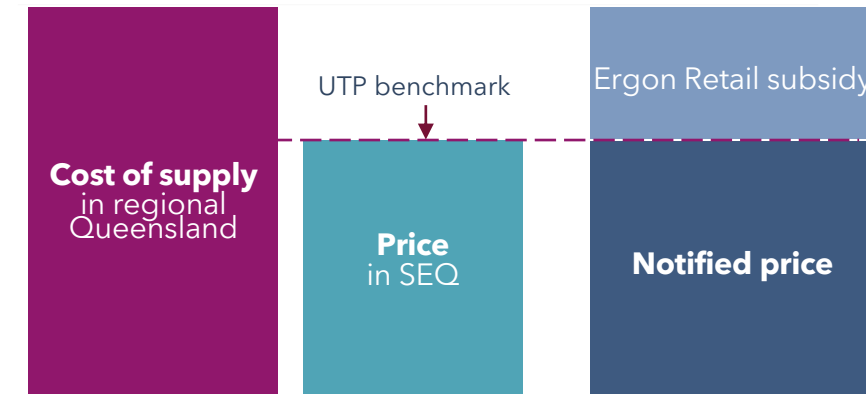 UTP benchmark
Ergon Retail subsidy
Cost of supply
in regional
Queensland
Price
in SEQ
Notified price